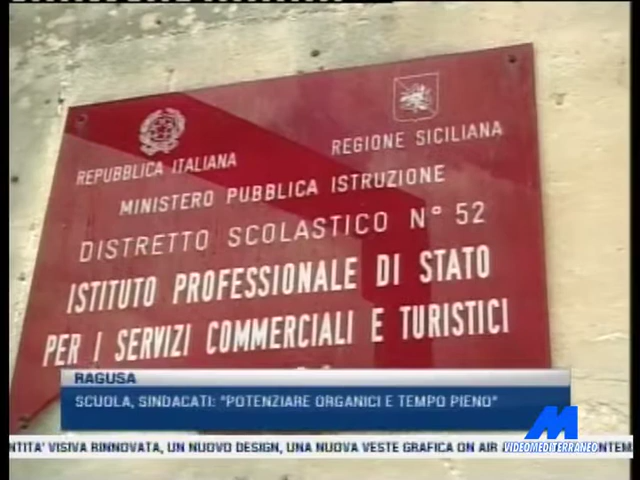 REPUBBLICA ITALIANA
REGIONE SICILIANA
MINISTERO PUBBLICA ISTRUZIONE
DISTRETTO SCOLASTICO N° 52
ISTITUTO PROFESSIONALE DI STATO
PER I SERVIZI COMMERCIALI E TURISTICI
RAGUSA
SCUOLA, SINDACATI: "POTENZIARE ORGANICI E TEMPO PIENO"
VIDEOMEDITERRANEO
NTITA' VISIVA RINNOVATA, UN NUOVO DESIGN, UNA NUOVA VESTE GRAFICA ON AIR